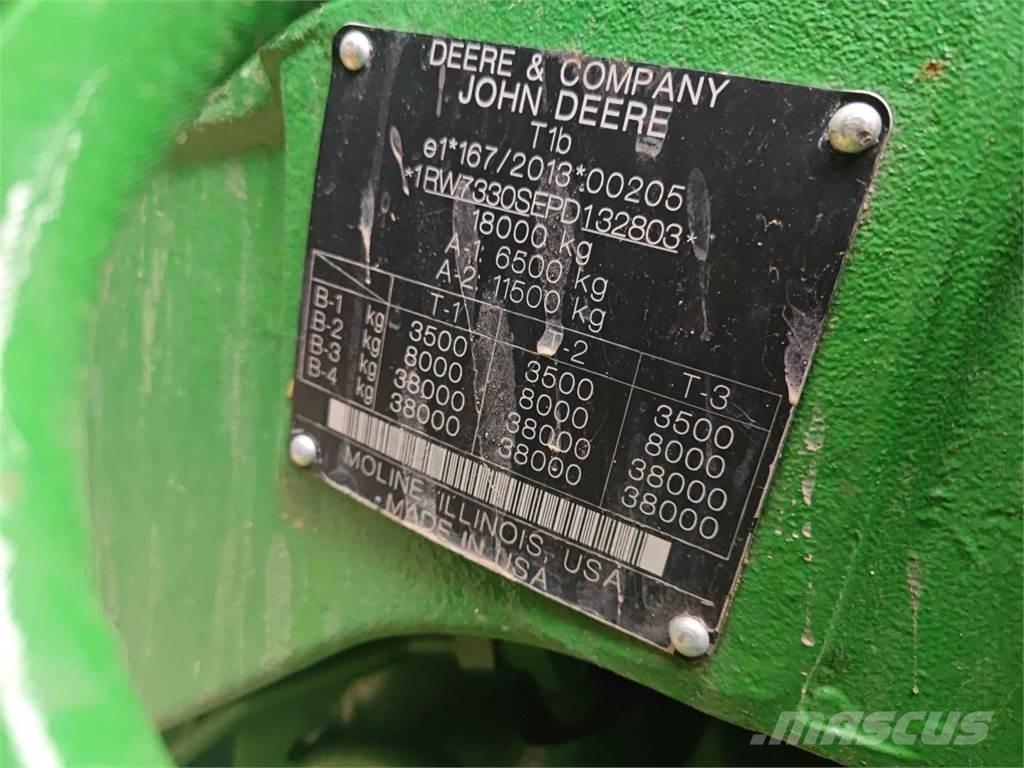 DEERE & COMPANY
JOHN DEERE
T1b
e1*167/2013*00205
*1RW7330SEPD132803*
18000 kg
A-1 6500 kg
A-2 11500 kg
T-1 -2 T-3
B-1 kg 3500 3500 3500
B-2 kg 8000 8000 8000
B-3 kg 38000 38000 38000
B-4 kg 38000 38000 38000
MOLINE, ILLINOIS, USA
MADE IN USA
MASCUS